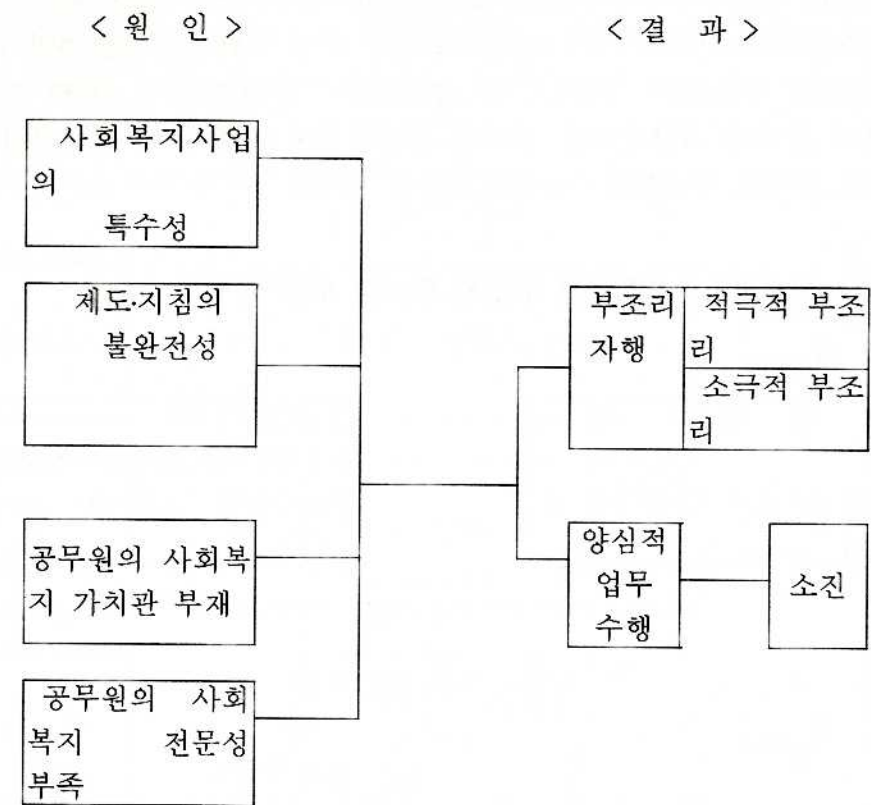 < 원 인 >
< 결 과 >
사회복지사업
의
특수성
제도·지침의
불완전성
공무원의 사회복
지 가치관 부재
공무원의 사회
복지 전문성
부족
부조리
자행
적극적 부조
리
소극적 부조
리
양심적
업무
수행
소진